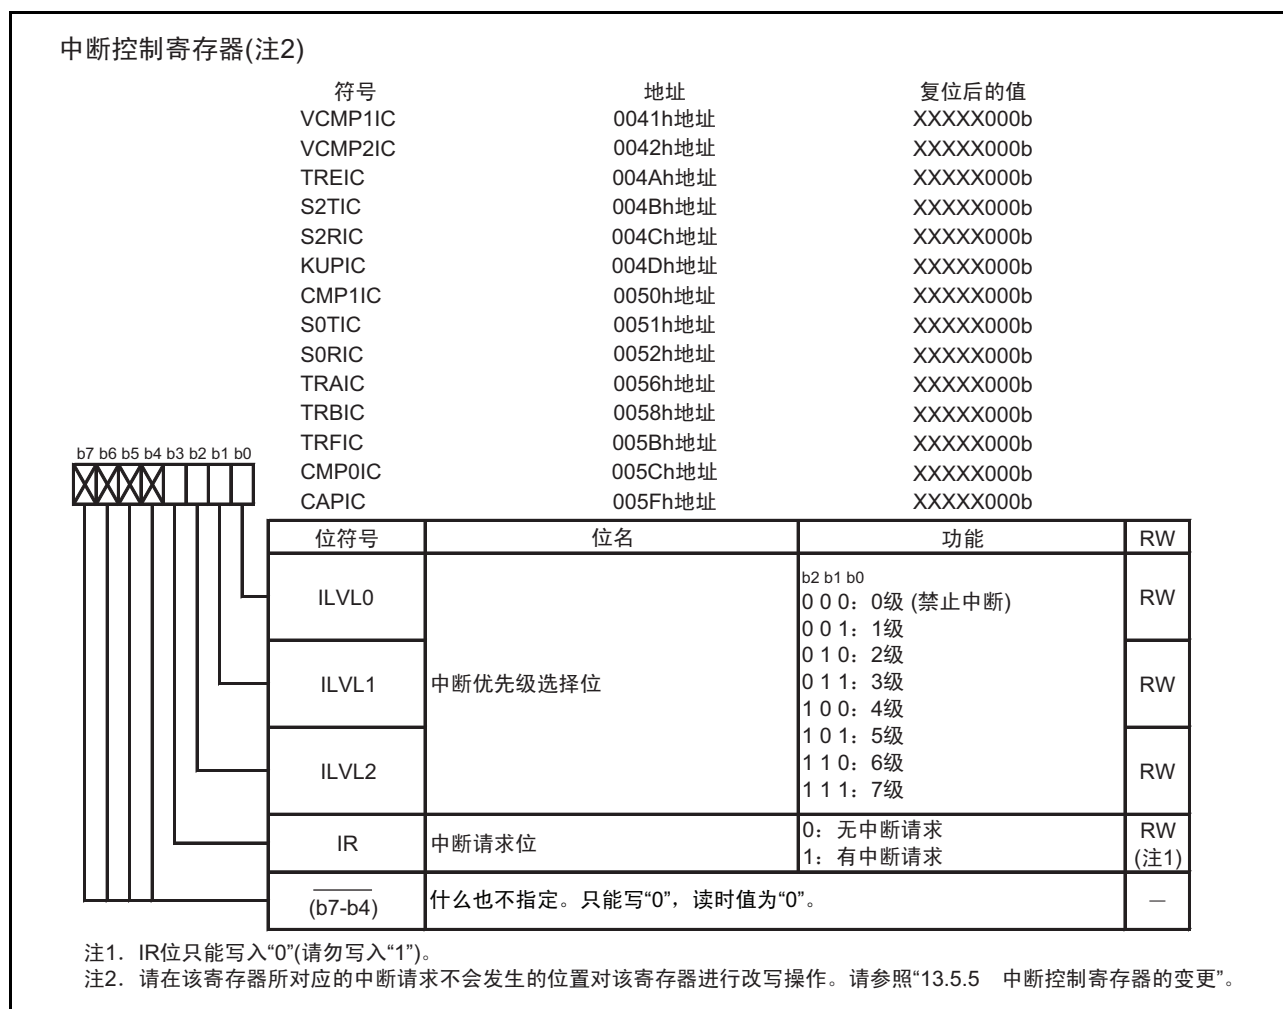 中断控制寄存器(注2)
符号 地址 复位后的值
VCMP1IC 0041h地址 XXXXX000b
VCMP2IC 0042h地址 XXXXX000b
TREIC 004Ah地址 XXXXX000b
S2TIC 004Bh地址 XXXXX000b
S2RIC 004Ch地址 XXXXX000b
KUPIC 004Dh地址 XXXXX000b
CMP1IC 0050h地址 XXXXX000b
S0TIC 0051h地址 XXXXX000b
S0RIC 0052h地址 XXXXX000b
TRAIC 0056h地址 XXXXX000b
TRBIC 0058h地址 XXXXX000b
TRFIC 005Bh地址 XXXXX000b
b7 b6 b5 b4 b3 b2 b1 b0
CMP0IC 005Ch地址 XXXXX000b
CAPIC 005Fh地址 XXXXX000b
位符号 位名 功能 RW
ILVL0 RW
ILVL1 中断优先级选择位 RW
ILVL2 RW
b2 b1 b0
0 0 0：0级 (禁止中断)
0 0 1：1级
0 1 0：2级
0 1 1：3级
1 0 0：4级
1 0 1：5级
1 1 0：6级
1 1 1：7级
IR 中断请求位 0：无中断请求 RW
1：有中断请求 (注1)
(b7-b4) 什么也不指定。只能写“0”，读时值为“0”。 —
注1. IR位只能写入“0”(请勿写入“1”)。
注2. 请在该寄存器所对应的中断请求不会发生的位置对该寄存器进行改写操作。请参照“13.5.5 中断控制寄存器的变更”。